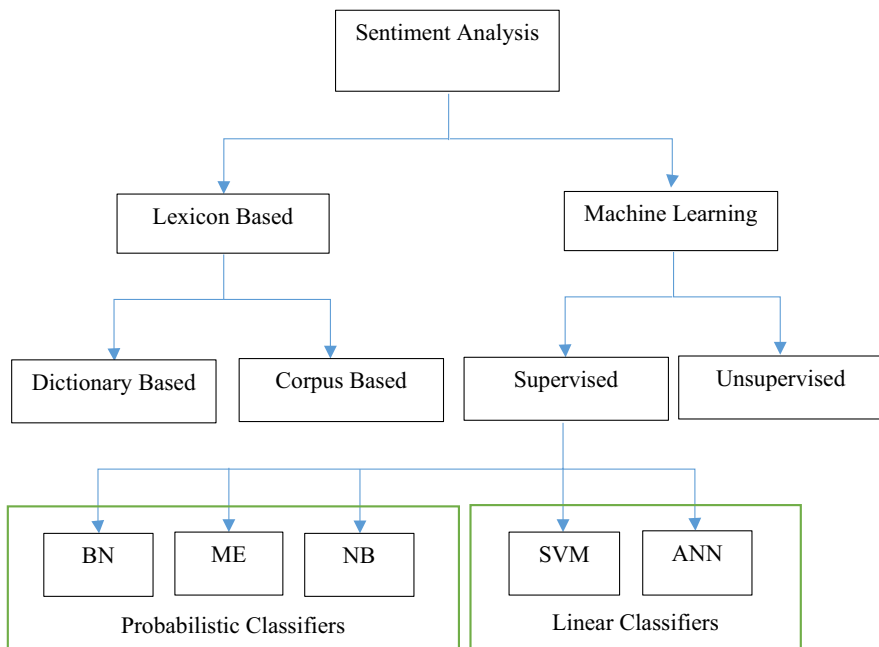 Sentiment Analysis
Lexicon Based
Machine Learning
Dictionary Based
Corpus Based
Supervised
Unsupervised
BN
ME
NB
SVM
ANN
Probabilistic Classifiers
Linear Classifiers